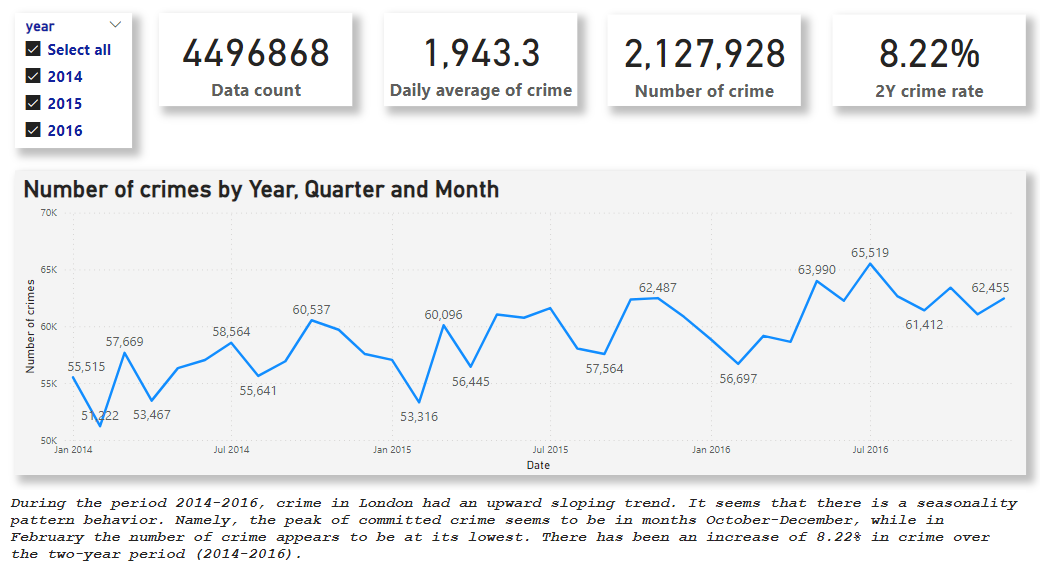 year
Select all
2014
2015
2016
4496868
Data count
1,943.3
Daily average of crime
2,127,928
Number of crime
8.22%
2Y crime rate
Number of crimes by Year, Quarter and Month
Number of crimes
70K
65K
60K
55K
50K
55,515
51,222
57,669
53,467
58,564
55,641
60,537
53,316
60,096
56,445
57,564
62,487
56,697
63,990
65,519
61,412
62,455
Jan 2014
Jul 2014
Jan 2015
Jul 2015
Jan 2016
Jul 2016
Date
During the period 2014-2016, crime in London had an upward sloping trend. It seems that there is a seasonality
pattern behavior. Namely, the peak of committed crime seems to be in months October-December, while in
February the number of crime appears to be at its lowest. There has been an increase of 8.22% in crime over
the two-year period (2014-2016).